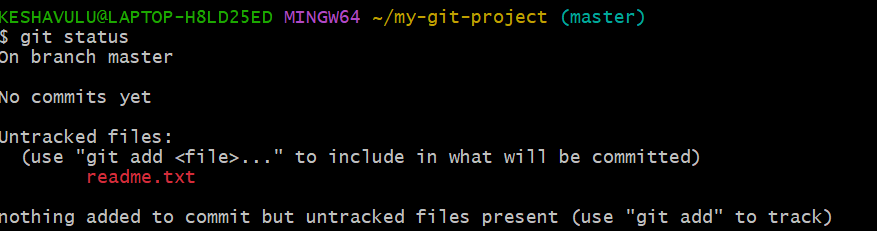 KESHAVULU@LAPTOP-H8LD25ED MINGW64 ~/my-git-project (master)
$ git status
On branch master
No commits yet
Untracked files:
(use "git add <file>..." to include in what will be committed)
readme.txt
nothing added to commit but untracked files present (use "git add" to track)